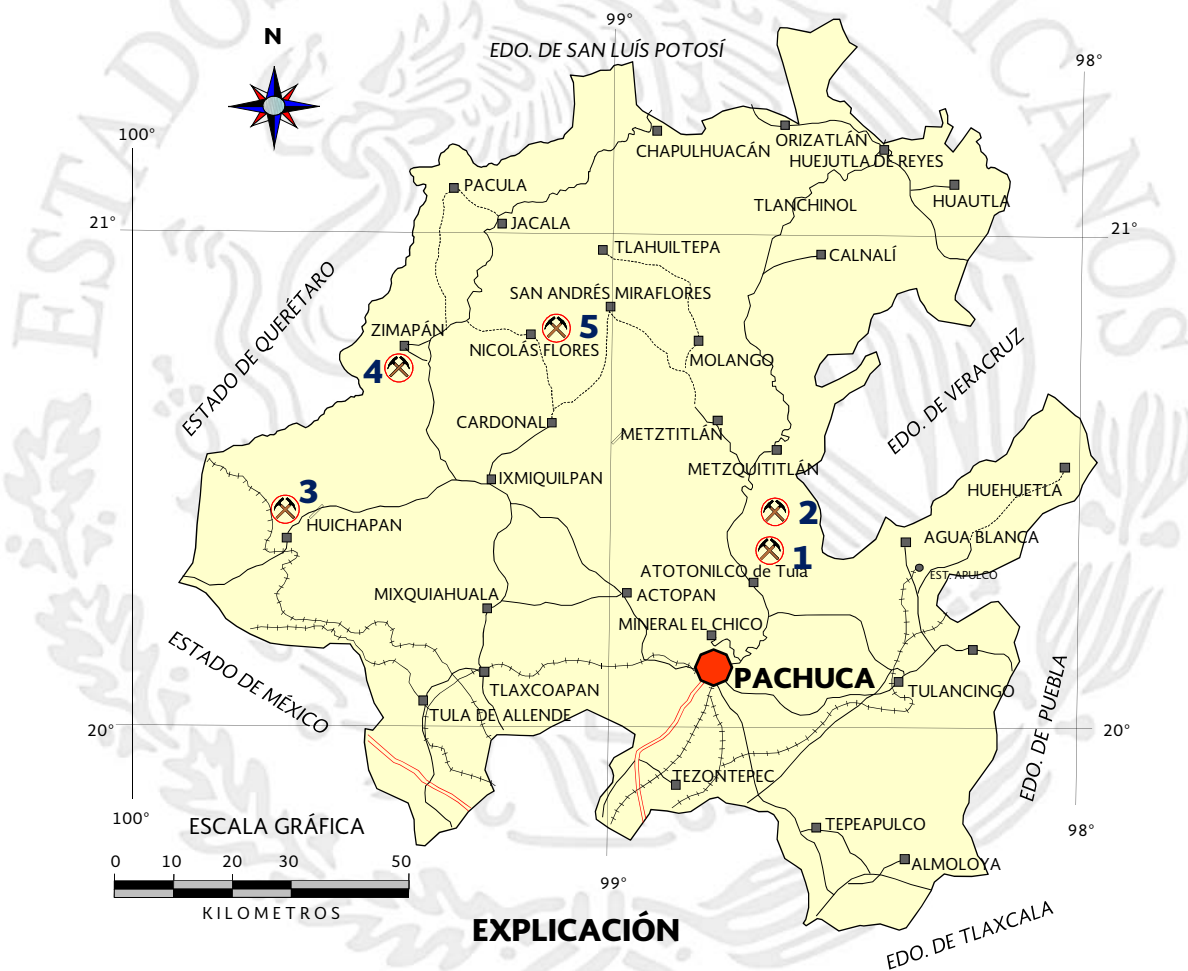 99°
N
EDO. DE SAN LUÍS POTOSÍ
98°
100°
ORIZATLÁN
CHAPULHUACÁN
HUEJUTLA DE REYES
PACULA
HUAUTLA
TLANCHINOL
JACALA
21°
21°
TLAHUILTEPA
CALNALÍ
SAN ANDRÉS MIRAFLORES
ESTADO DE QUERÉTARO
ZIMAPÁN
5
NICOLÁS FLORES
MOLANGO
4
EDO. DE VERACRUZ
CARDONAL
METZTITLÁN
METZQUITITLÁN
IXMIQUILPAN
HUEHUETLA
3
2
HUICHAPAN
AGUA BLANCA
1
ATOTONILCO de Tula
EST. APULCO
MIXQUIAHUALA
ACTOPAN
MINERAL EL CHICO
ESTADO DE MÉXICO
PACHUCA
TLAXCOAPAN
TULANCINGO
TULA DE ALLENDE
EDO. DE PUEBLA
20°
20°
TEZONTEPEC
100°
ESCALA GRÁFICA
TEPEAPULCO
98°
0 10 20 30 50
ALMOLOYA
99°
KILOMETROS
EXPLICACIÓN
EDO. DE TLAXCALA
ESTADOS
MEXICANOS